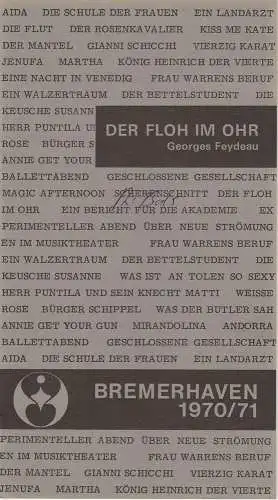 AIDA DIE SCHULE DER FRAUEN EIN LANDARZT
DIE FLUT DER ROSENKAVALIER KISS ME KATE
DER MANTEL GIANNI SCHICCHI VIERZIG KARAT
JENUFA MARTHA KÖNIG HEINRICH DER VIERTE
EINE NACHT IN VENEDIG FRAU WARRENS BERUF
EIN WALZERTRAUM DER BETTELSTUDENT DIE
KEUSCHE SUSANNE
HERR PUNTILA UND
ROSE BÜRGER S
ANNIE GET YOUR
DER FLOH IM OHR
Georges Feydeau
BALLETTABEND GESCHLOSSENE GESELLSCHAFT
MAGIC AFTERNOON SCHERENSCHNITT DER FLOH
IM OHR EIN BERICHT FÜR DIE AKADEMIE EX
PERIMENTELLER ABEND ÜBER NEUE STRÖMUNG
EN IM MUSIKTHEATER FRAU WARRENS BERUF
EIN WALZERTRAUM DER BETTELSTUDENT DIE
KEUSCHE SUSANNE WAS IST AN TOLEN SO SEXY
HERR PUNTILA UND SEIN KNECHT MATTI WEISSE
ROSE BÜRGER SCHIPPEL WAS DER BUTLER SAH
ANNIE GET YOUR GUN MIRANDOLINA ANDORRA
BALLETTABEND GESCHLOSSENE GESELLSCHAFT
AIDA DIE SCHULE DER FRAUEN EIN LANDARZT
BREMERHAVEN
1970/71
PERIMENTELLER ABEND ÜBER NEUE STRÖMUNG
EN IM MUSIKTHEATER FRAU WARRENS BERUF
DER MANTEL GIANNI SCHICCHI VIERZIG KARAT
JENUFA MARTHA KÖNIG HEINRICH DER VIERTE